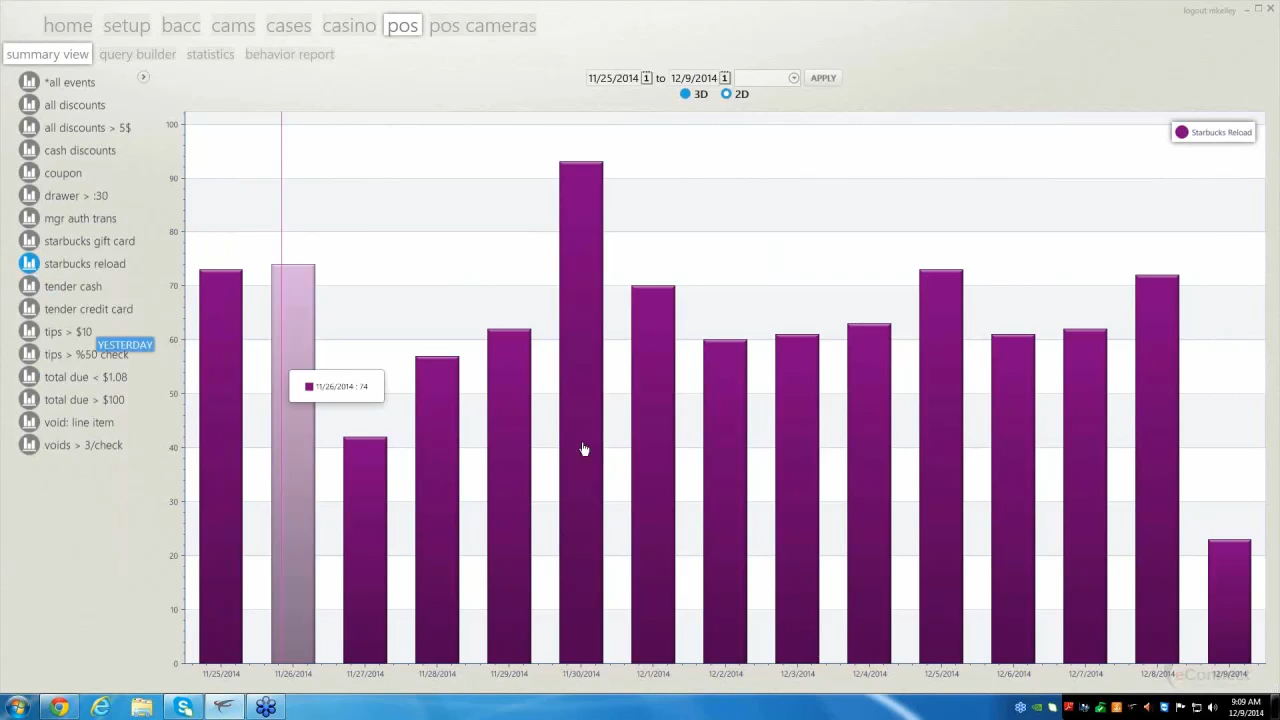 logout mkelley
home setup bacc cams cases casino pos pos cameras
summary view query builder statistics behavior report
11/25/2014 to 12/9/2014 APPLY
3D 2D
*all events
all discounts
all discounts > 5$
cash discounts
coupon
drawer > :30
mgr auth trans
starbucks gift card
starbucks reload
tender cash
tender credit card
tips > $10
YESTERDAY
tips > %50 check
total due < $1.08
total due > $100
void: line item
voids > 3/check
Starbucks Reload
100
90
80
70
60
50
40
30
20
10
0
11/26/2014 : 74
11/25/2014 11/26/2014 11/27/2014 11/28/2014 11/29/2014 11/30/2014 12/1/2014 12/2/2014 12/3/2014 12/4/2014 12/5/2014 12/6/2014 12/7/2014 12/8/2014 12/9/2014
eConnect
9:09 AM
12/9/2014